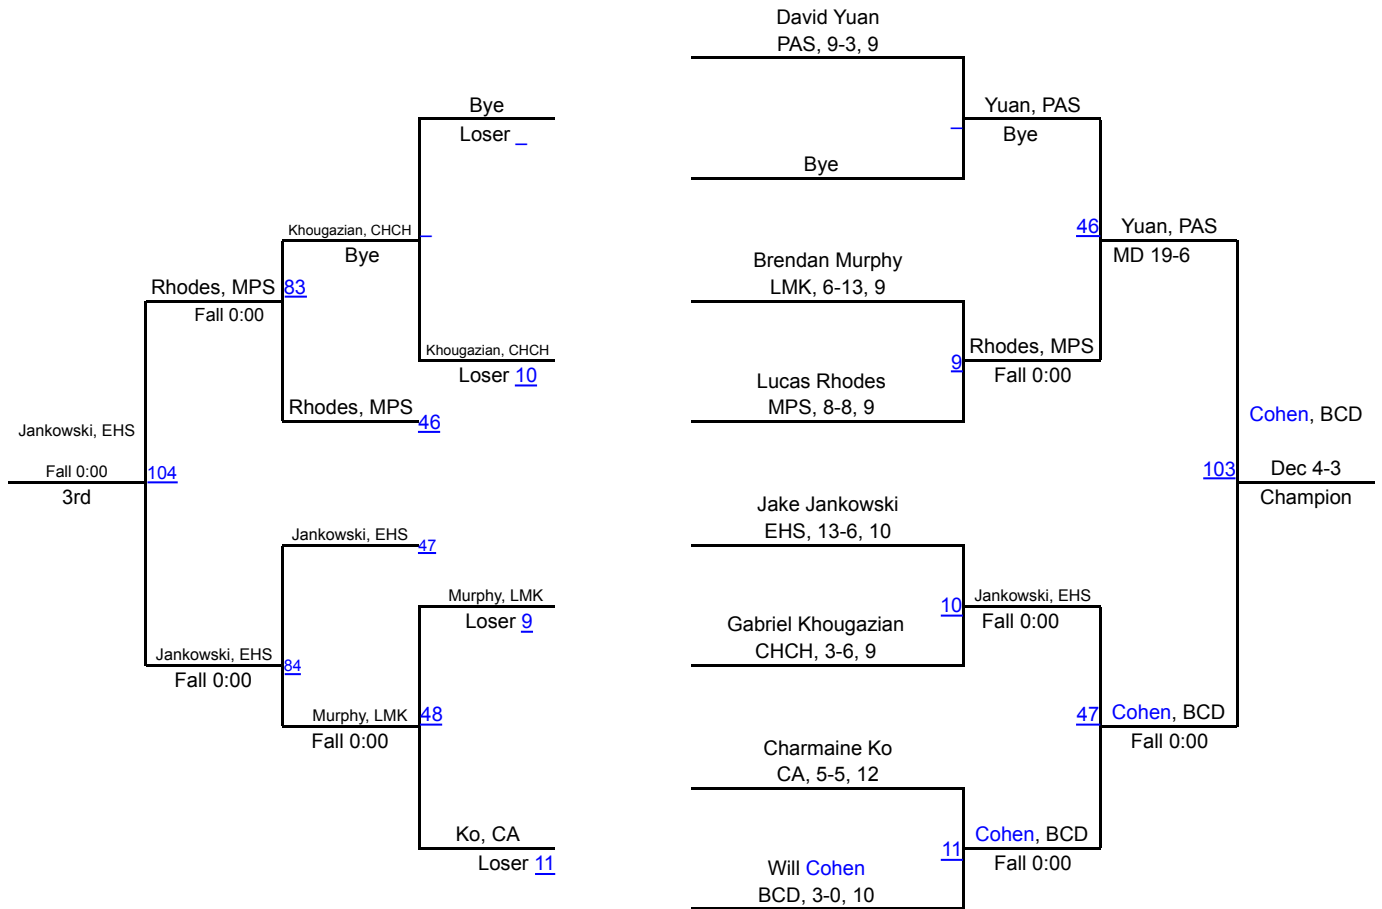 David Yuan
PAS, 9-3, 9
Bye
Loser _
Yuan, PAS
Bye
_
Bye
Khougazian, CHCH
_
Bye
46
Yuan, PAS
MD 19-6
Brendan Murphy
LMK, 6-13, 9
Rhodes, MPS
83
Fall 0:00
Khougazian, CHCH
Loser 10
9
Rhodes, MPS
Fall 0:00
Lucas Rhodes
MPS, 8-8, 9
Rhodes, MPS
46
Cohen, BCD
Jankowski, EHS
Fall 0:00
104
3rd
103
Dec 4-3
Champion
Jake Jankowski
EHS, 13-6, 10
Jankowski, EHS
47
Murphy, LMK
Loser 9
10
Jankowski, EHS
Fall 0:00
Gabriel Khougazian
CHCH, 3-6, 9
Jankowski, EHS
84
Fall 0:00
Murphy, LMK
48
Fall 0:00
47
Cohen, BCD
Fall 0:00
Charmaine Ko
CA, 5-5, 12
Ko, CA
Loser 11
11
Cohen, BCD
Fall 0:00
Will Cohen
BCD, 3-0, 10